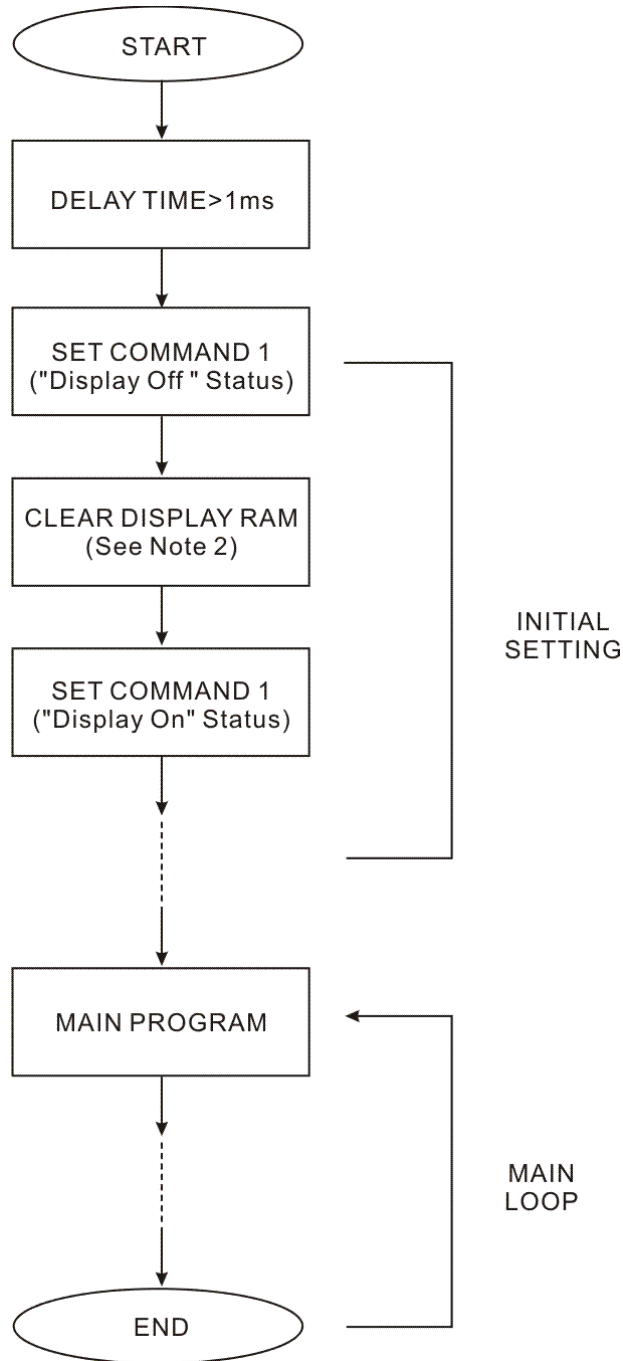 START
DELAY TIME>1ms
SET COMMAND 1
("Display Off " Status)
CLEAR DISPLAY RAM
(See Note 2)
SET COMMAND 1
("Display On" Status)
INITIAL
SETTING
MAIN PROGRAM
MAIN
LOOP
END